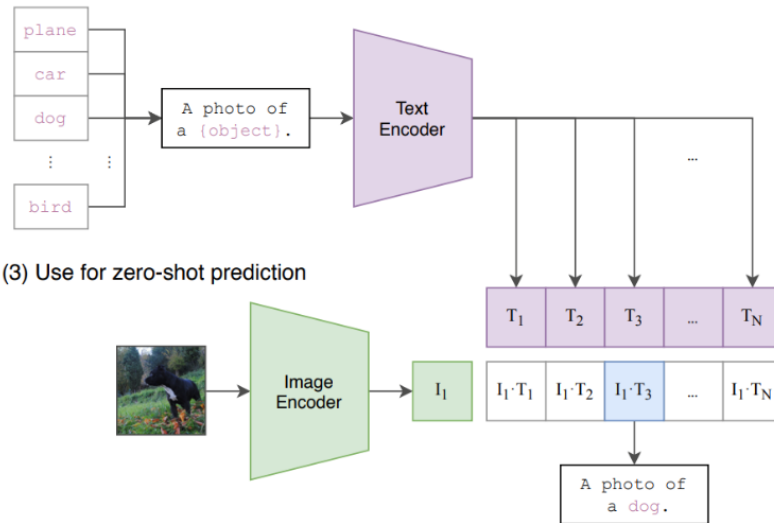 plane
car
dog
⋮ ⋮
bird
A photo of
a {object}.
Text
Encoder
...
(3) Use for zero-shot prediction
T1 T2 T3 ... TN
Image
Encoder
I1
I1·T1 I1·T2 I1·T3 ... I1·TN
A photo of
a dog.